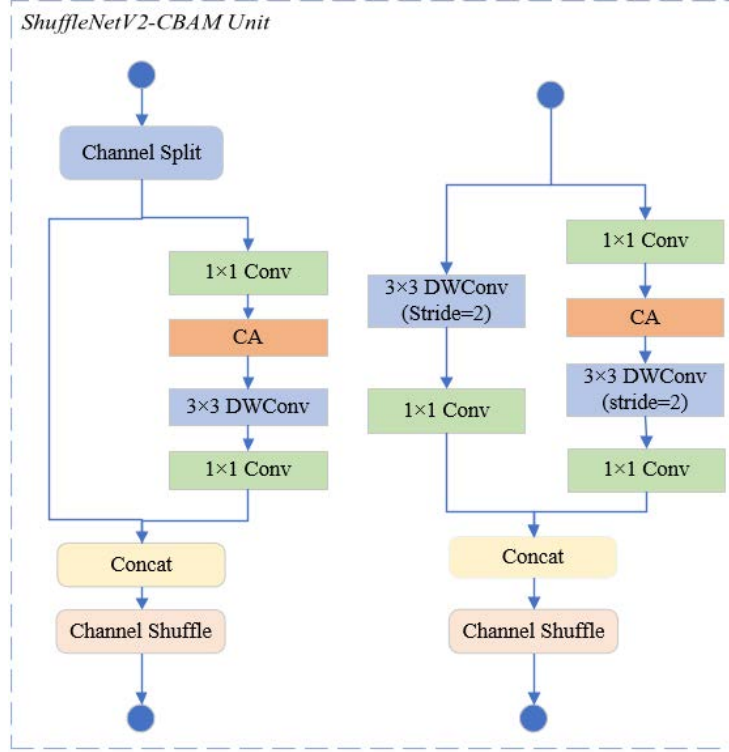 ShuffleNetV2-CBAM Unit
Channel Split
1×1 Conv
CA
3×3 DWConv
1×1 Conv
Concat
Channel Shuffle
3×3 DWConv
(Stride=2)
1×1 Conv
1×1 Conv
CA
3×3 DWConv
(stride=2)
1×1 Conv
Concat
Channel Shuffle